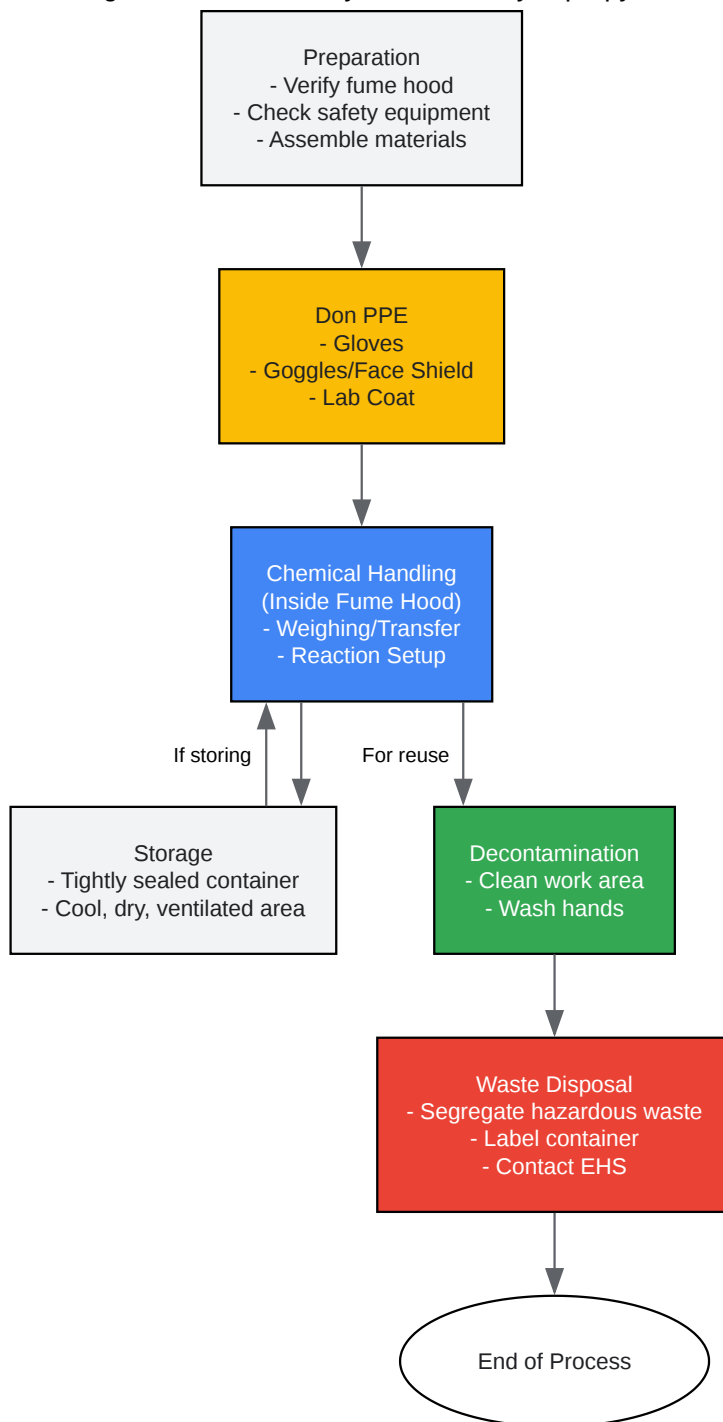 Preparation
- Verify fume hood
- Check safety equipment
- Assemble materials
Don PPE
- Gloves
- Goggles/Face Shield
- Lab Coat
Chemical Handling
(Inside Fume Hood)
- Weighing/Transfer
- Reaction Setup
If storing
For reuse
Storage
- Tightly sealed container
- Cool, dry, ventilated area
Decontamination
- Clean work area
- Wash hands
Waste Disposal
- Segregate hazardous waste
- Label container
- Contact EHS
End of Process